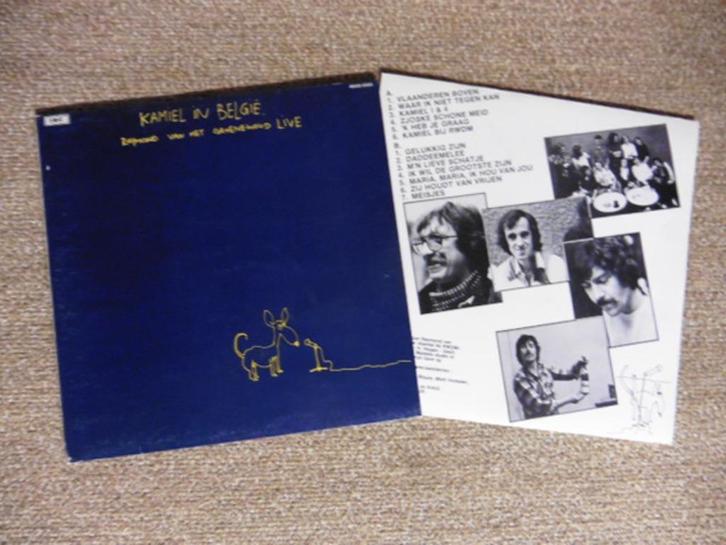 EMI
KAMIEL IN BELGIË.
RAYMOND VAN HET GROENEWOUD LIVE
A.
1. VLAANDEREN BOVEN
2. WAAR IK NIET TEGEN KAN
3. KAMIEL I & 4
4. ZJOSKE SCHONE MEID
5. 'K HEB JE GRAAG
6. KAMIEL BIJ RWDM
B.
1. GELUKKIG ZIJN
2. DADDEEMELEE
3. M'N LIEVE SCHATJE
4. IK WIL DE GROOTSTE ZIJN
5. MARIA, MARIA, IK HOU VAN JOU
6. ZIJ HOUDT VAN VRIJEN
7. MEISJES